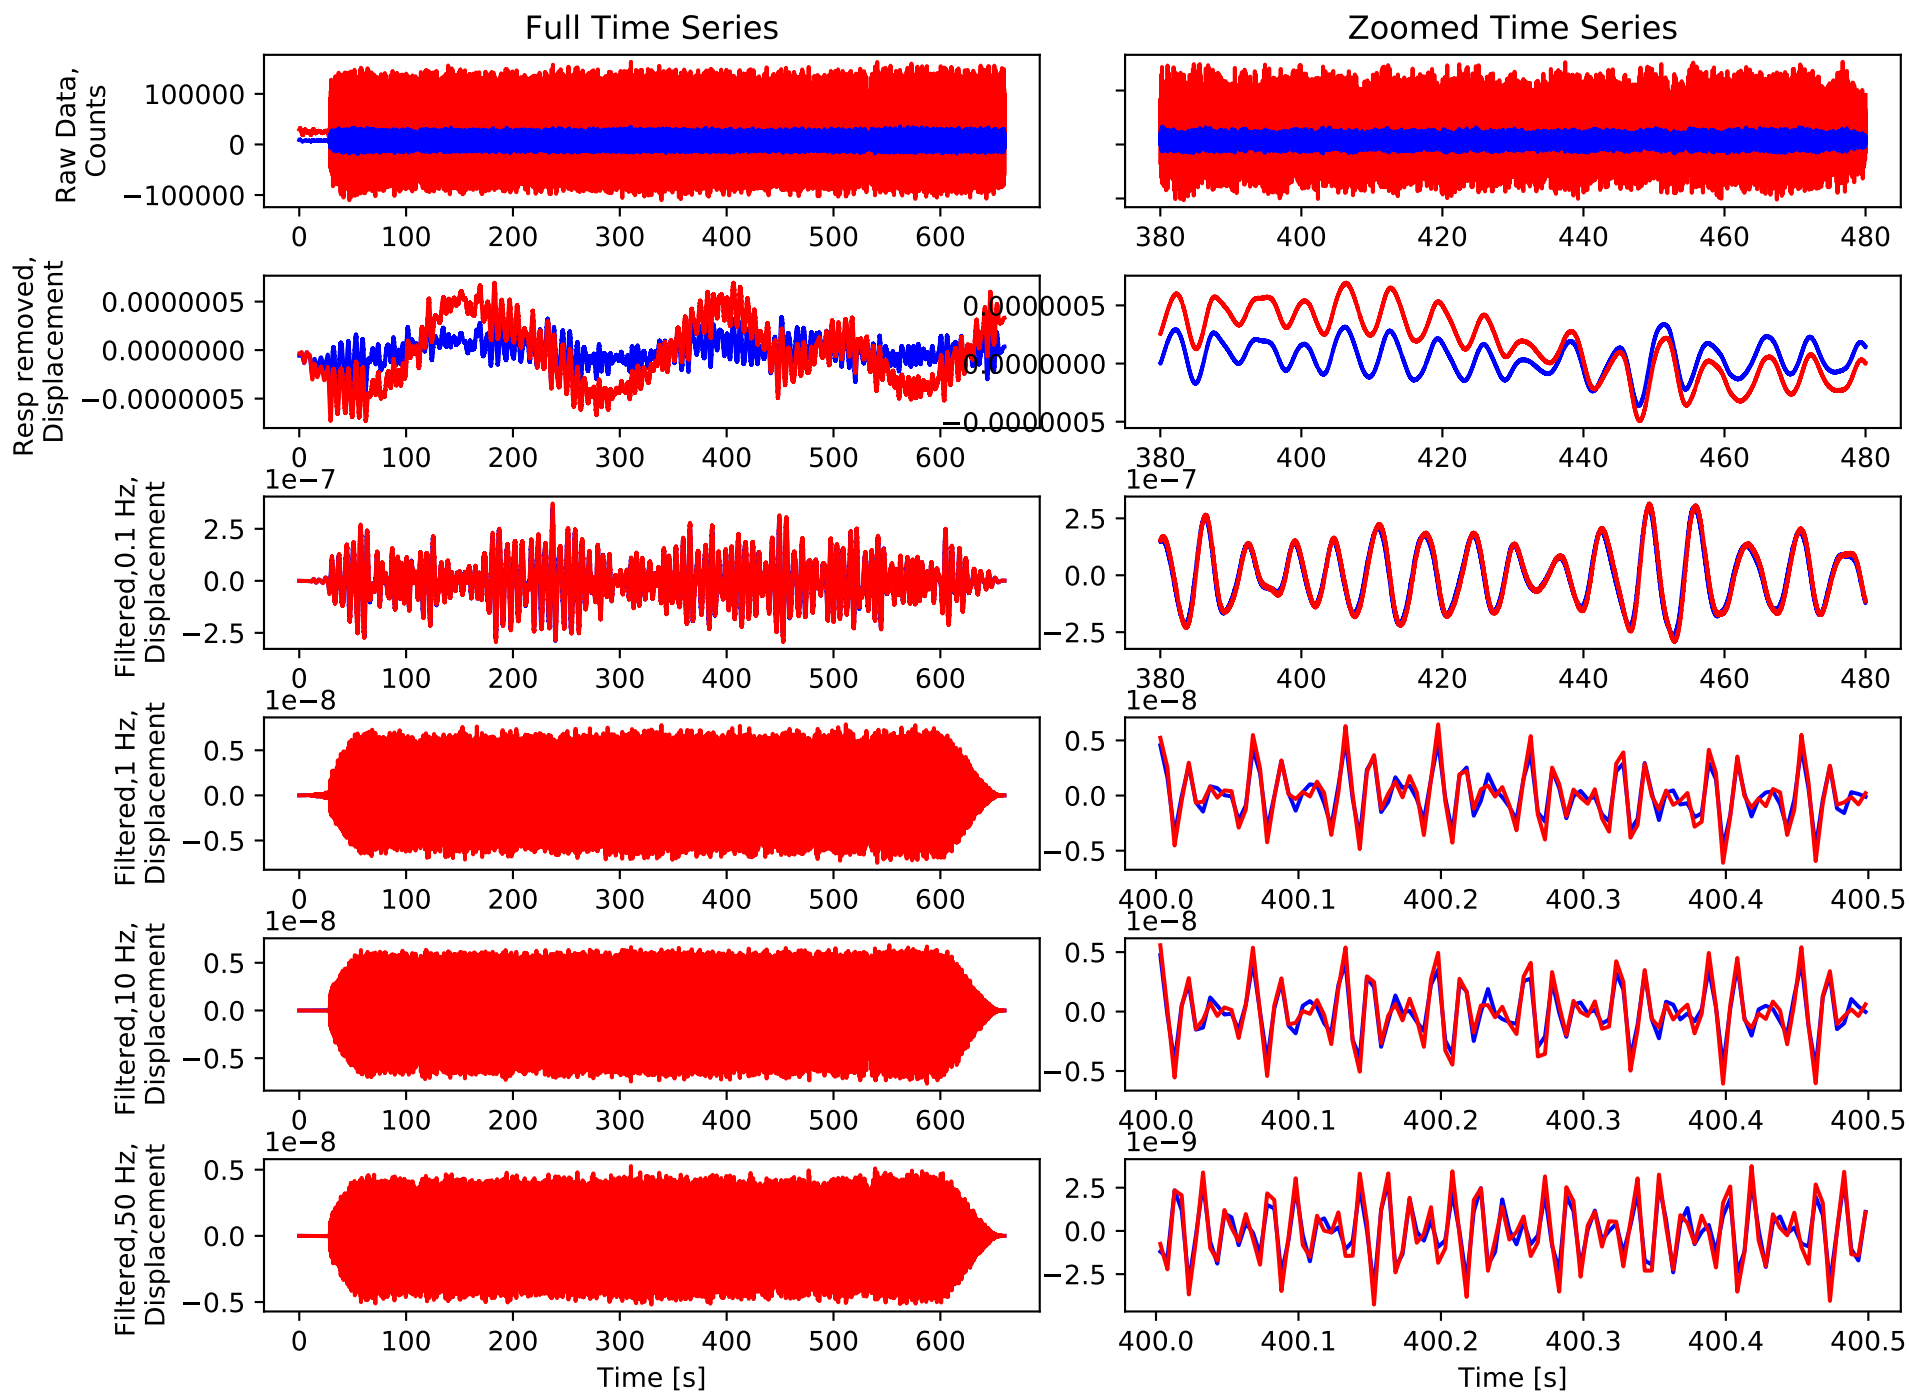 Full Time Series
Zoomed Time Series
Raw Data,
Counts
100000
0
−100000
0 100 200 300 400 500 600
380 400 420 440 460 480
Resp removed,
Displacement
0.0000005
0.0000000
−0.0000005
0 100 200 300 400 500 600
0.0000005
0.0000000
−0.0000005
380 400 420 440 460 480
Filtered,0.1 Hz,
Displacement
1e−7
2.5
0.0
−2.5
0 100 200 300 400 500 600
1e−7
2.5
0.0
−2.5
380 400 420 440 460 480
Filtered,1 Hz,
Displacement
1e−8
0.5
0.0
−0.5
0 100 200 300 400 500 600
1e−8
0.5
0.0
−0.5
400.0 400.1 400.2 400.3 400.4 400.5
Filtered,10 Hz,
Displacement
1e−8
0.5
0.0
−0.5
0 100 200 300 400 500 600
1e−8
0.5
0.0
−0.5
400.0 400.1 400.2 400.3 400.4 400.5
Filtered,50 Hz,
Displacement
1e−8
0.5
0.0
−0.5
0 100 200 300 400 500 600
Time [s]
1e−9
2.5
0.0
−2.5
400.0 400.1 400.2 400.3 400.4 400.5
Time [s]